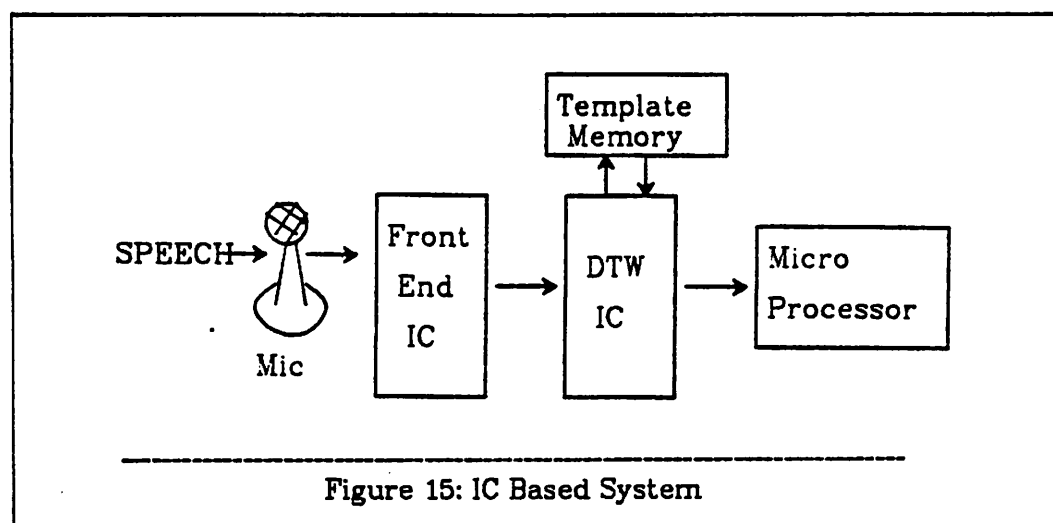 Template
Memory
SPEECH
Mic
Front
End
IC
DTW
IC
Micro
Processor
Figure 15: IC Based System